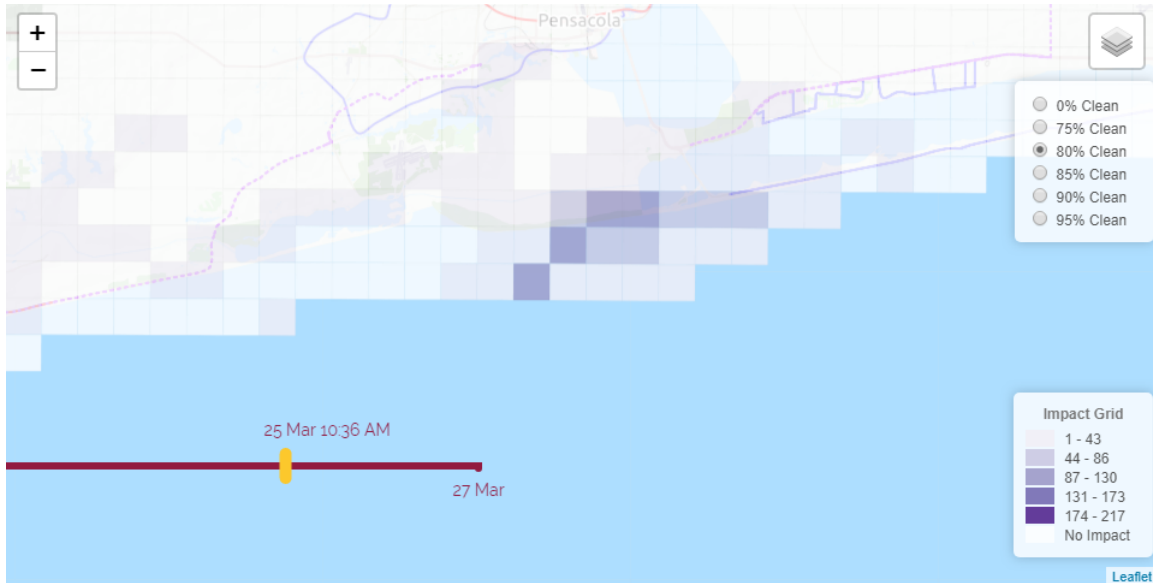 +
Pensacola
−
0% Clean
75% Clean
80% Clean
85% Clean
90% Clean
95% Clean
25 Mar 10:36 AM
27 Mar
Impact Grid
1 - 43
44 - 86
87 - 130
131 - 173
174 - 217
No Impact
Leaflet